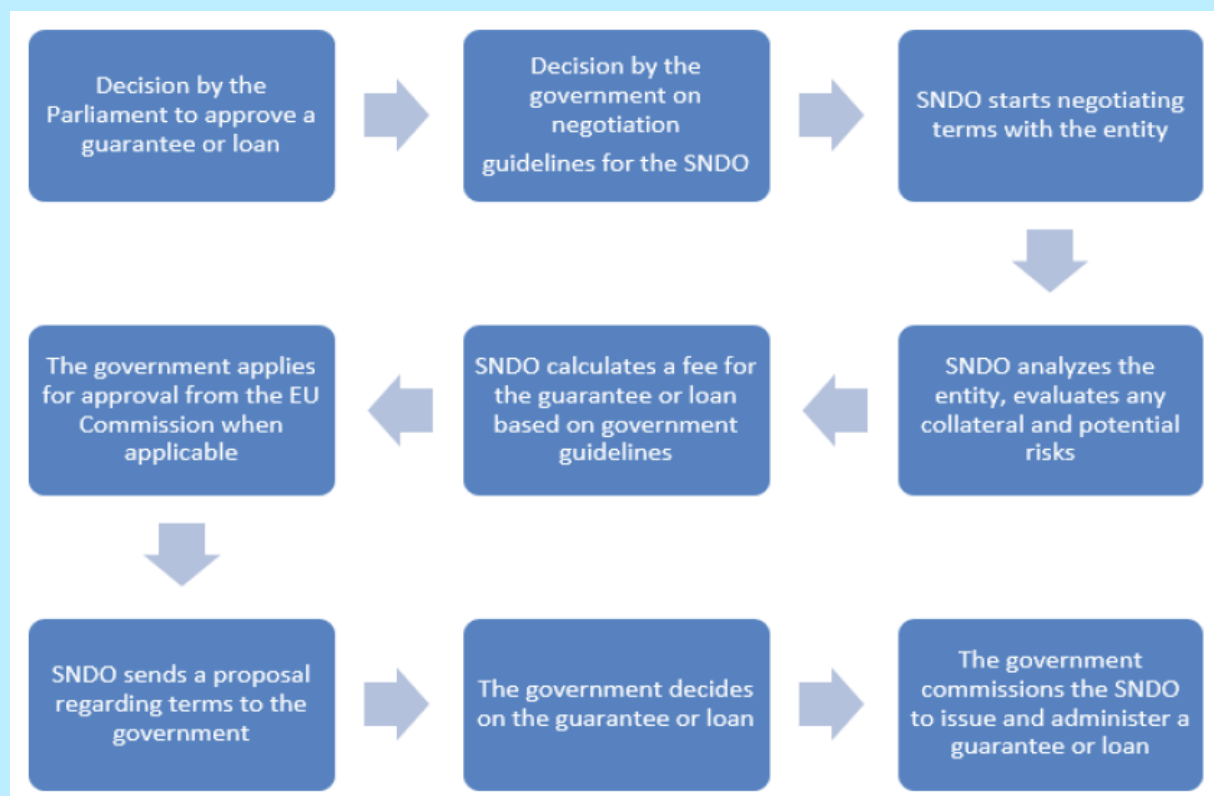 Decision by the
Parliament to approve a
guarantee or loan
Decision by the
government on
negotiation
guidelines for the SNDO
SNDO starts negotiating
terms with the entity
SNDO analyzes the
entity, evaluates any
collateral and potential
risks
SNDO calculates a fee for
the guarantee or loan
based on government
guidelines
The government applies
for approval from the EU
Commission when
applicable
SNDO sends a proposal
regarding terms to the
government
The government decides
on the guarantee or loan
The government
commissions the SNDO
to issue and administer a
guarantee or loan